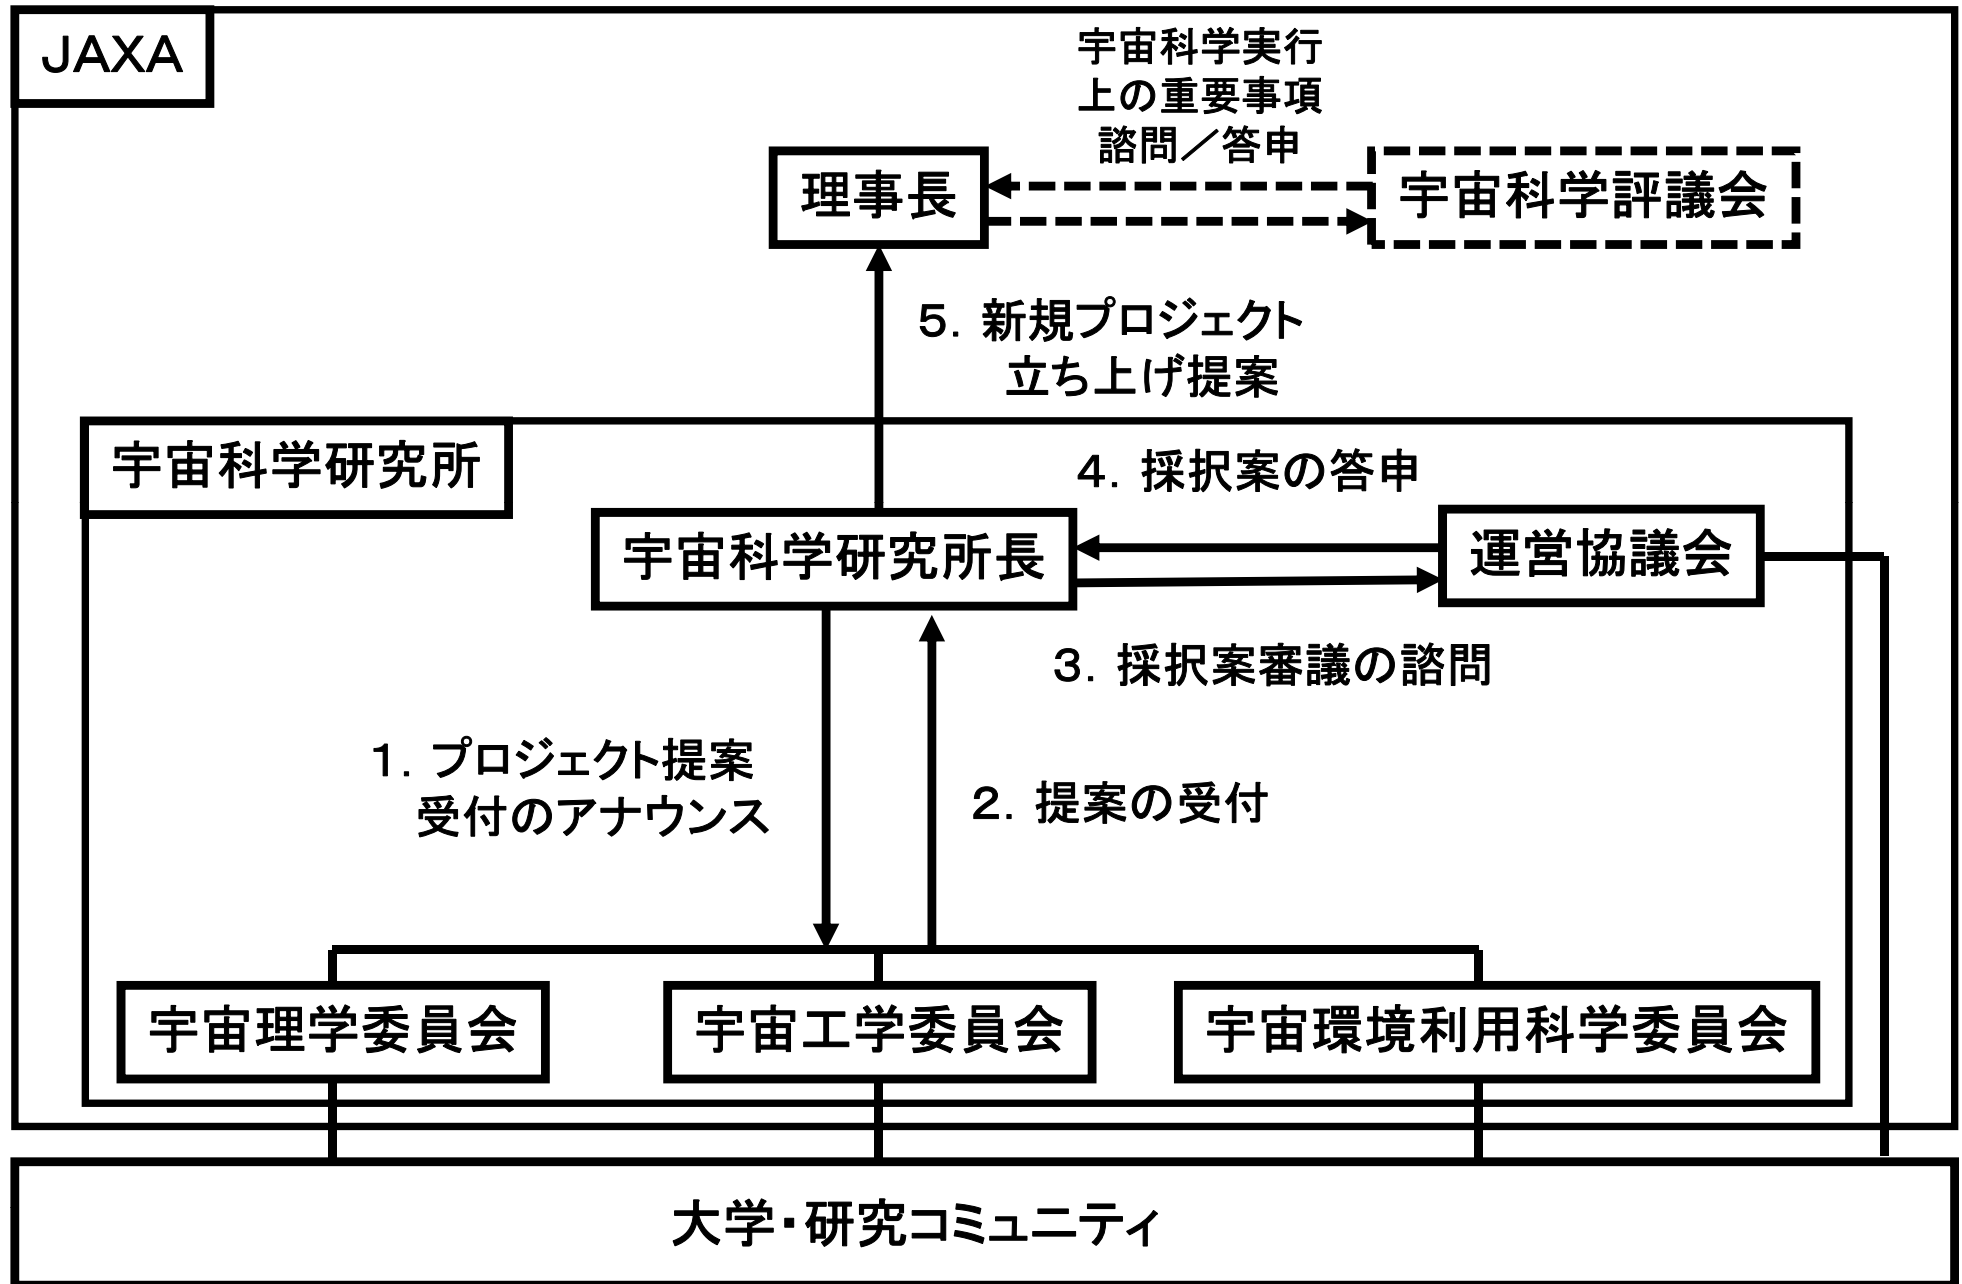 JAXA
宇宙科学実行
上の重要事項
諮問／答申
理事長
宇宙科学評議会
５．新規プロジェクト
立ち上げ提案
宇宙科学研究所
４．採択案の答申
宇宙科学研究所長
運営協議会
３．採択案審議の諮問
１．プロジェクト提案
受付のアナウンス
２．提案の受付
宇宙理学委員会
宇宙工学委員会
宇宙環境利用科学委員会
大学・研究コミュニティ